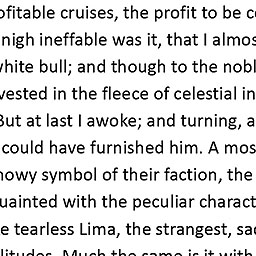 ofitable cruises, the profit to be c
nigh ineffable was it, that I almos
white bull; and though to the nobl
vested in the fleece of celestial in
But at last I awoke; and turning, a
could have furnished him. A mos
nowy symbol of their faction, the
uainted with the peculiar charact
e tearless Lima, the strangest, sad
litudes. Much the same is it with